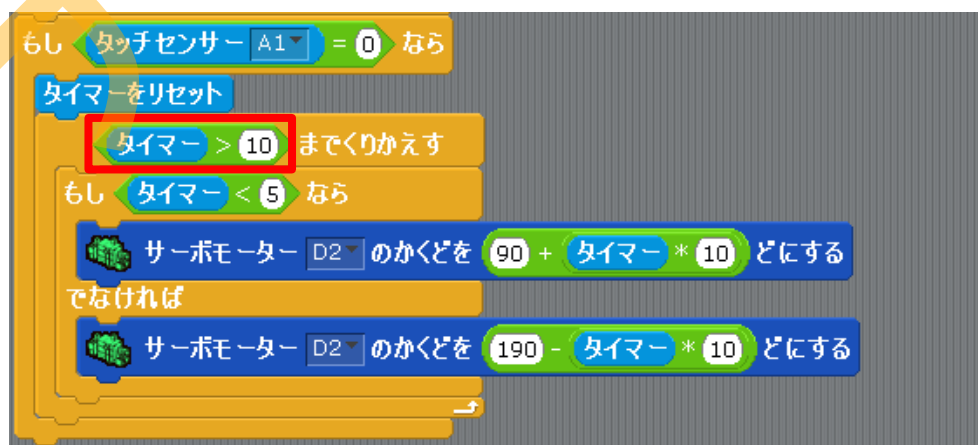 もし タッチセンサー A1 = 0 なら
タイマーをリセット
タイマー > 10 までくりかえす
もし タイマー < 5 なら
サーボモーター D2 のかくどを 90 + タイマー * 10 どにする
でなければ
サーボモーター D2 のかくどを 190 - タイマー * 10 どにする